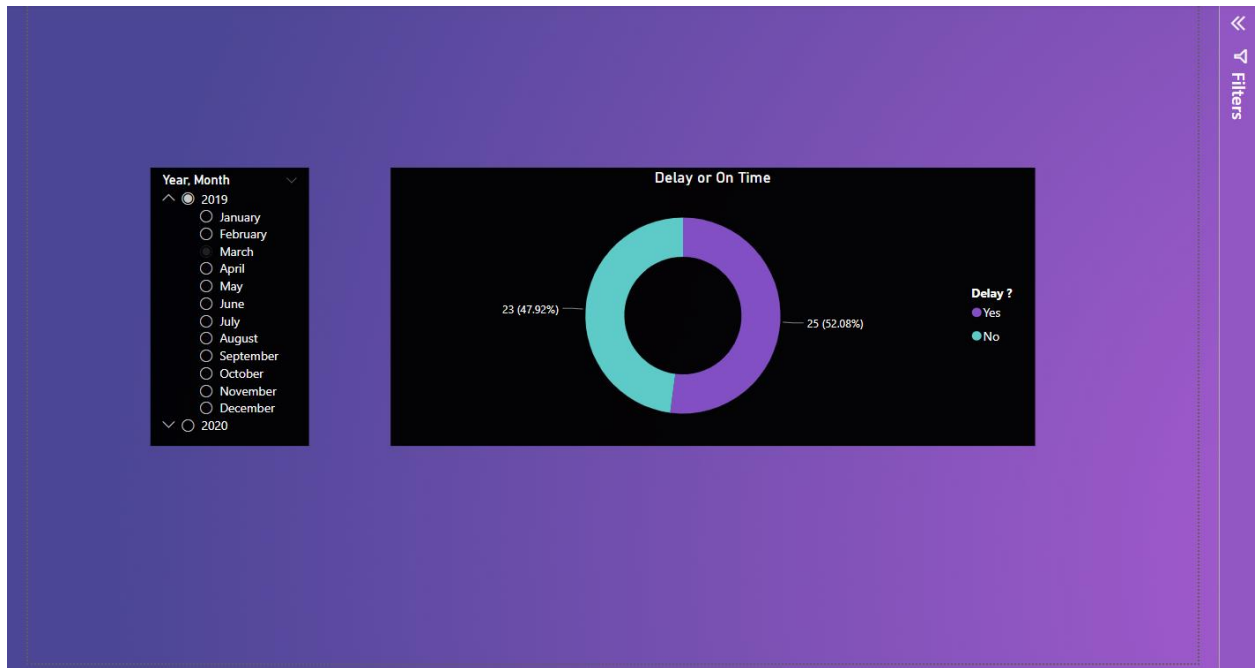 Filters
Year, Month
2019
January
February
March
April
May
June
July
August
September
October
November
December
2020
Delay or On Time
23 (47.92%)
25 (52.08%)
Delay ?
Yes
No